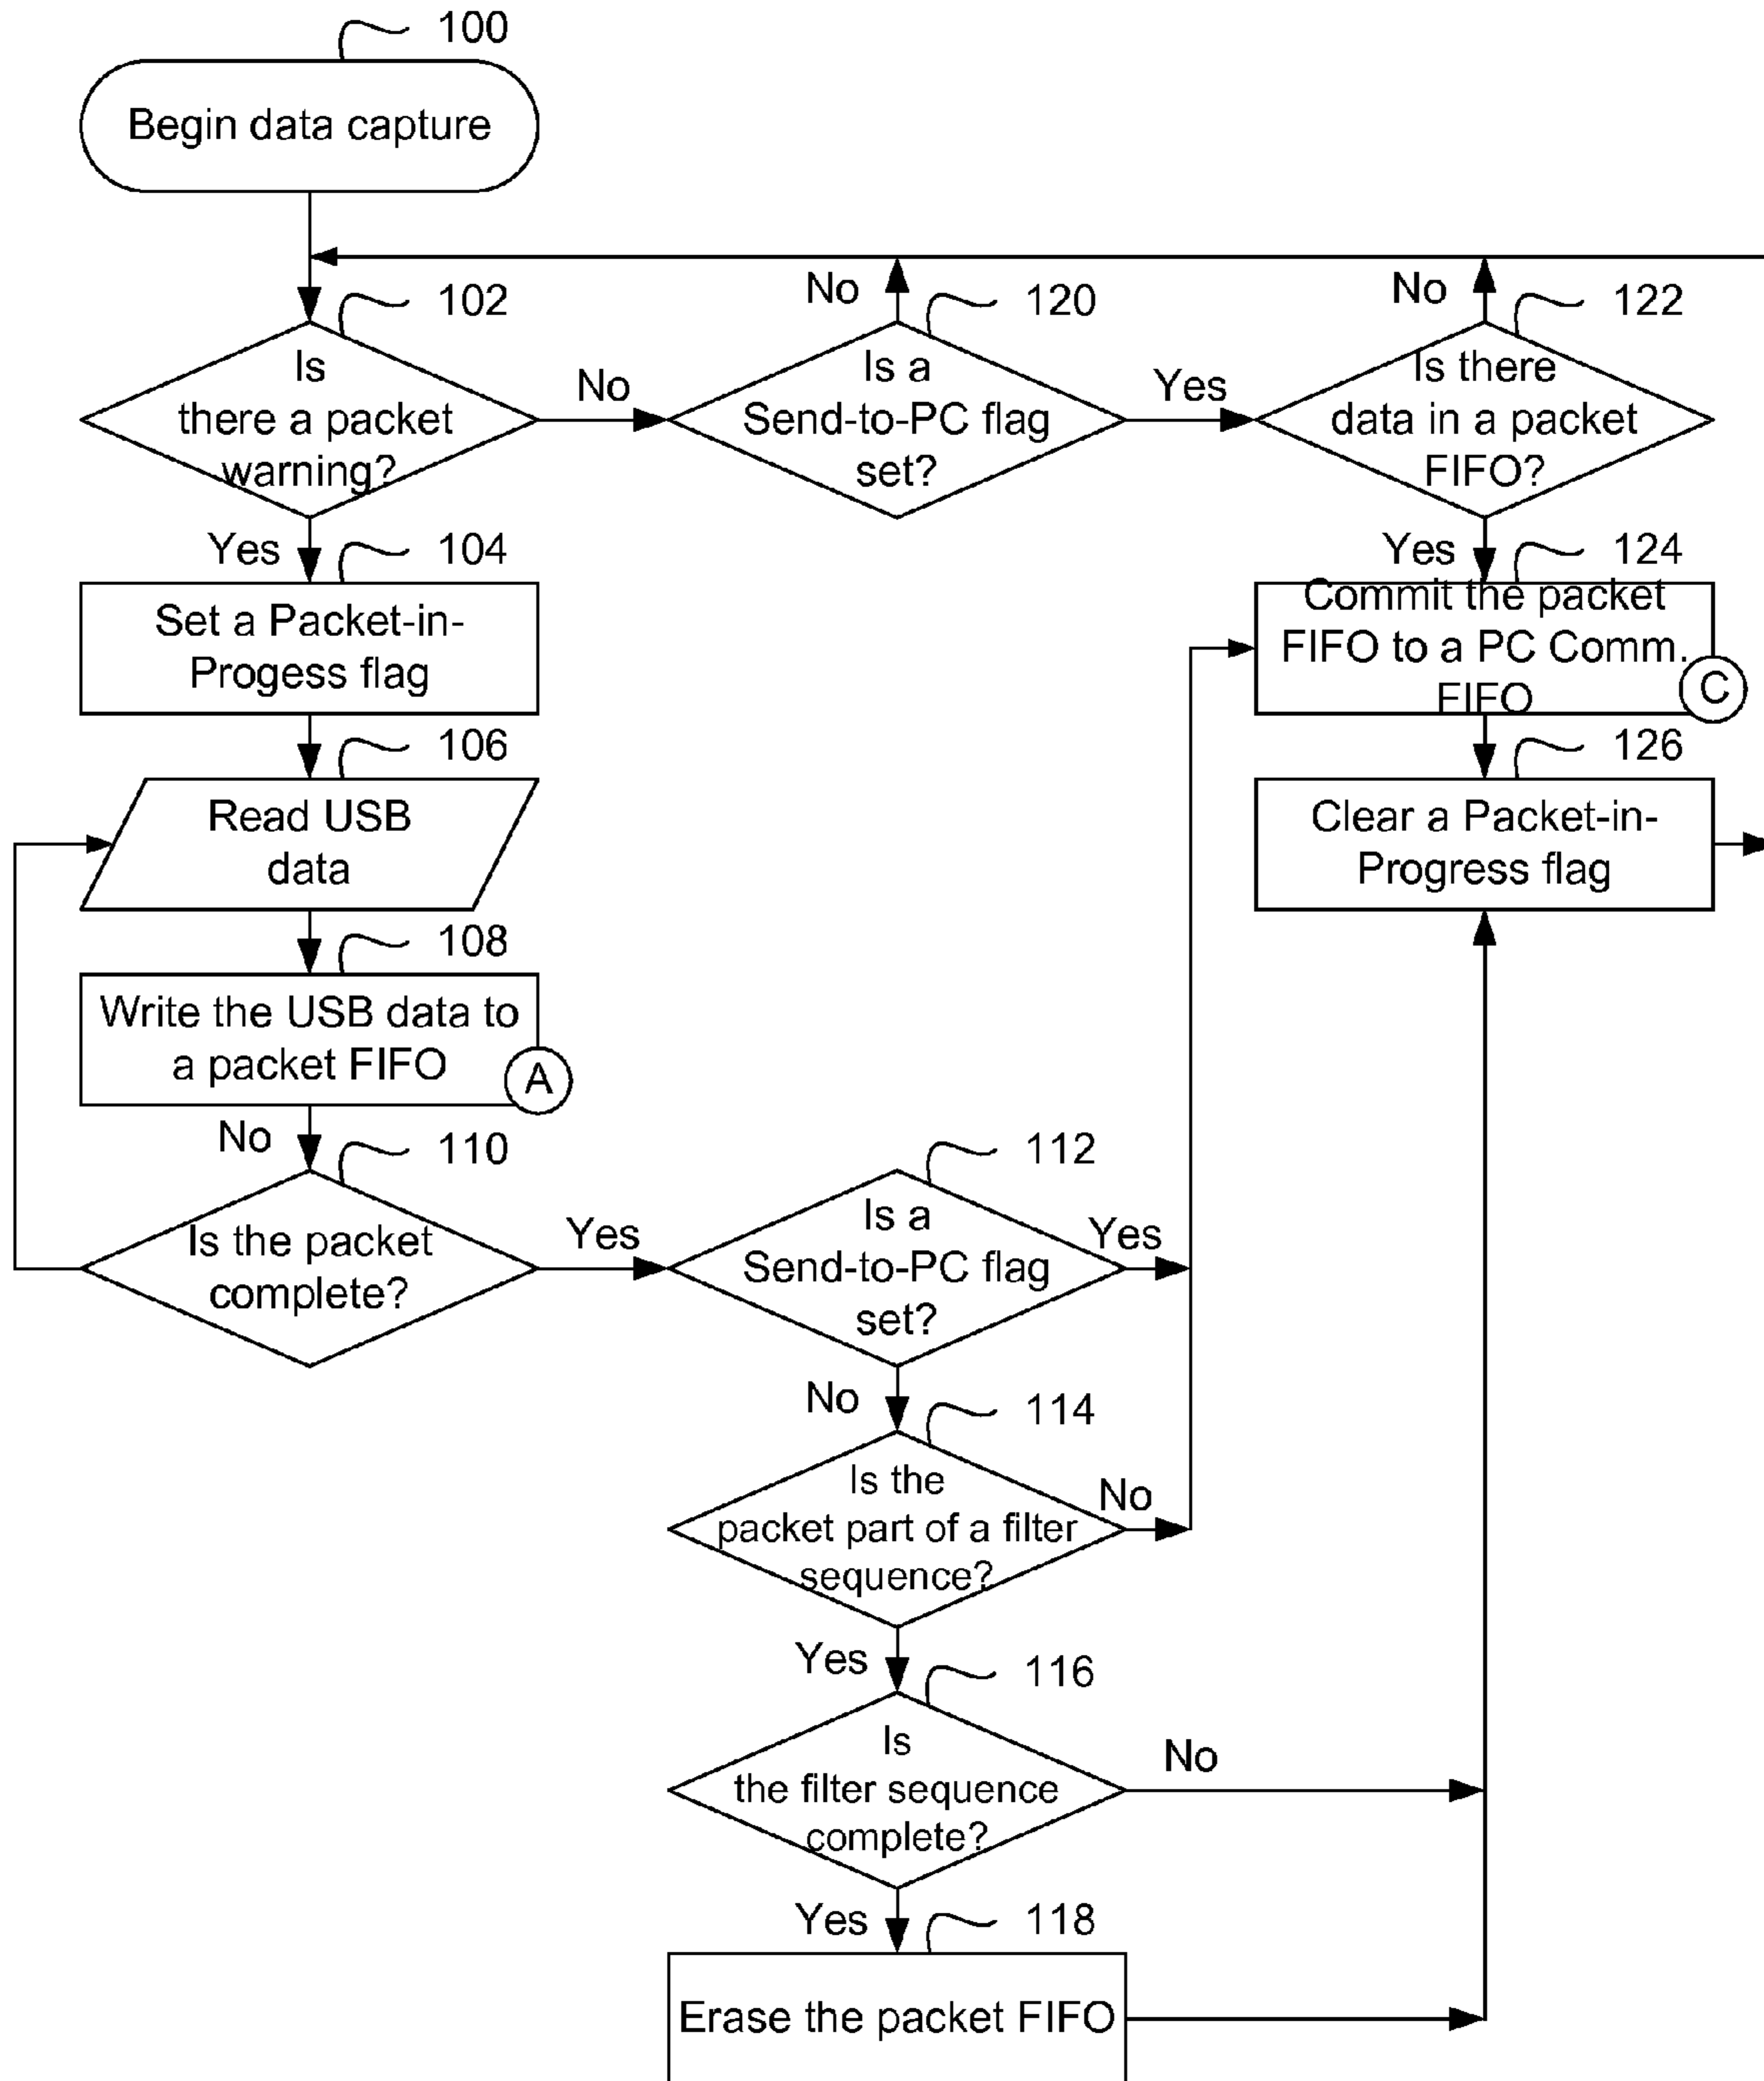 100
Begin data capture
102
Is
there a packet
warning?
No
Yes
120
Is a
Send-to-PC flag
set?
No
Yes
122
Is there
data in a packet
FIFO?
No
Yes
104
Set a Packet-in-
Progess flag
124
Commit the packet
FIFO to a PC Comm.
FIFO
C
106
Read USB
data
126
Clear a Packet-in-
Progress flag
108
Write the USB data to
a packet FIFO
A
No
110
Is the packet
complete?
Yes
112
Is a
Send-to-PC flag
set?
Yes
No
114
Is the
packet part of a filter
sequence?
No
Yes
116
Is
the filter sequence
complete?
No
Yes
118
Erase the packet FIFO